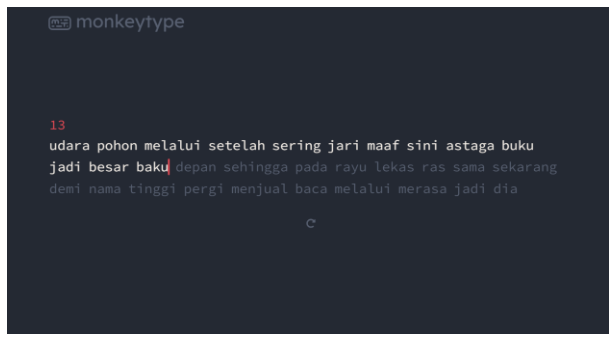 monkeytype
13
udara pohon melalui setelah sering jari maaf sini astaga buku
jadi besar baku depan sehingga pada rayu lekas ras sama sekarang
demi nama tinggi pergi menjual baca melalui merasa jadi dia